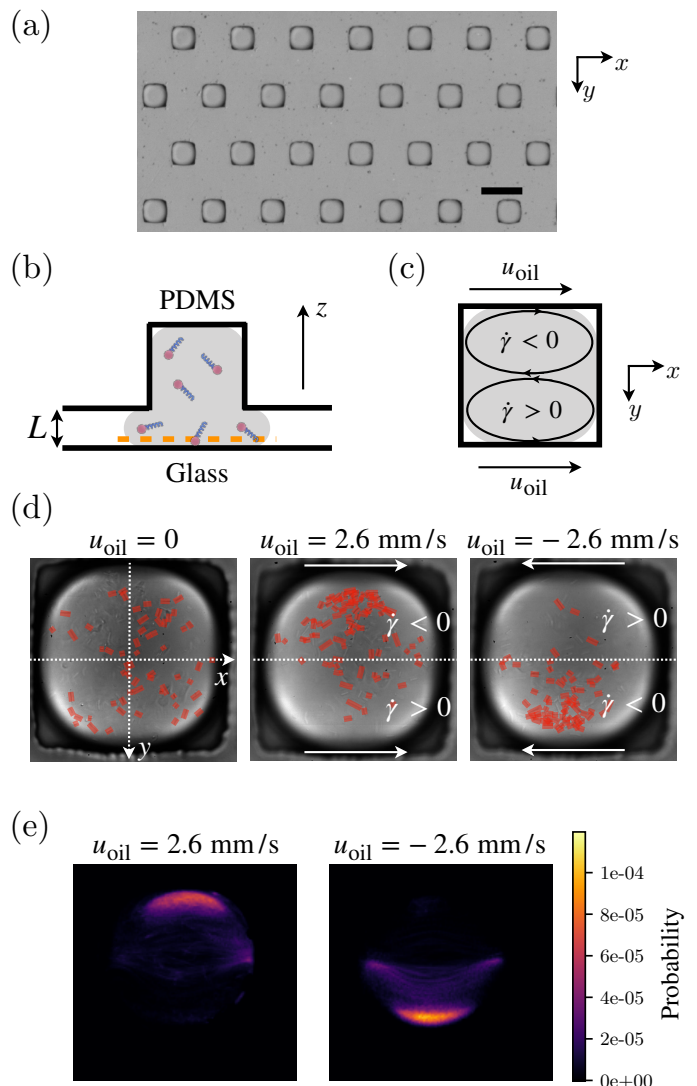 (a)
x
y
(b)
PDMS
z
L
Glass
(c)
u_oil
γ̇ < 0
γ̇ > 0
x
y
u_oil
(d)
u_oil = 0
u_oil = 2.6 mm/s
u_oil = − 2.6 mm/s
γ̇ < 0
γ̇ > 0
x
γ̇ > 0
γ̇ < 0
y
(e)
u_oil = 2.6 mm/s
u_oil = − 2.6 mm/s
1e-04
8e-05
6e-05
4e-05
2e-05
0e+00
Probability